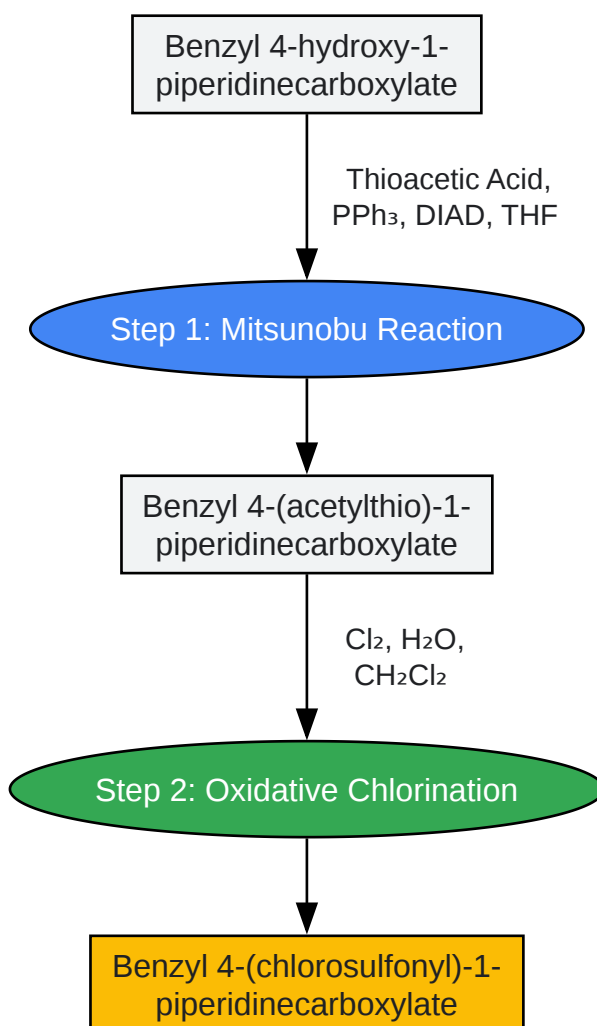 Benzyl 4-hydroxy-1-
piperidinecarboxylate
Thioacetic Acid,
PPh₃, DIAD, THF
Step 1: Mitsunobu Reaction
Benzyl 4-(acetylthio)-1-
piperidinecarboxylate
Cl₂, H₂O,
CH₂Cl₂
Step 2: Oxidative Chlorination
Benzyl 4-(chlorosulfonyl)-1-
piperidinecarboxylate